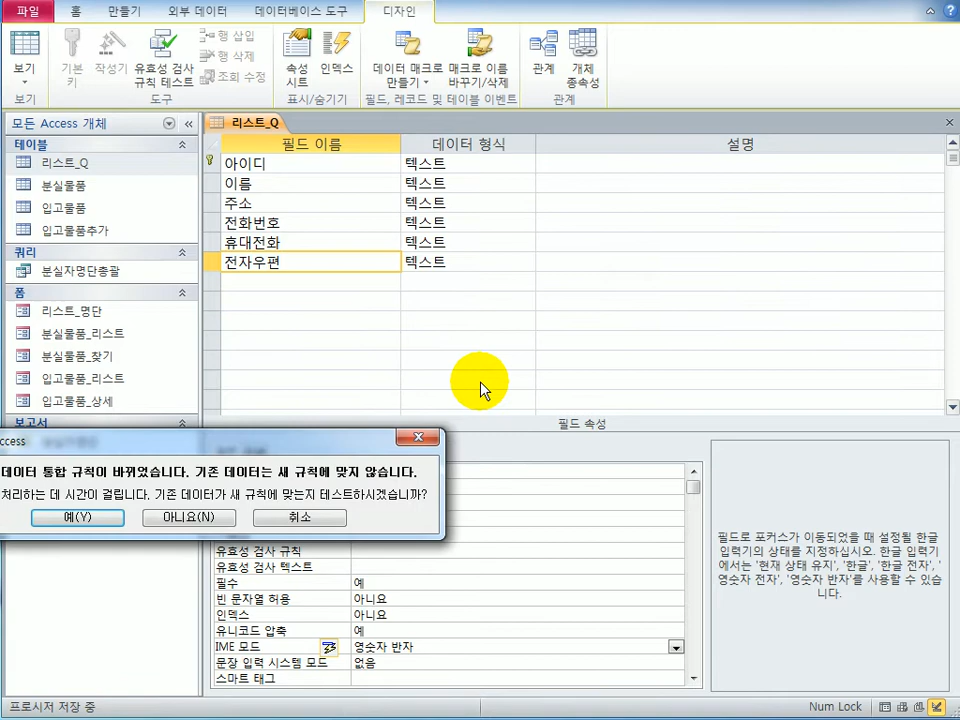 파일 홈 만들기 외부 데이터 데이터베이스 도구 디자인
보기
기본 키
작성기
유효성 검사 규칙 테스트
행 삽입
행 삭제
조회 수정
속성 시트
인덱스
데이터 매크로 만들기
매크로 이름 바꾸기/삭제
관계
개체 종속성
보기 도구 표시/숨기기 필드, 레코드 및 테이블 이벤트 관계
모든 Access 개체
리스트_Q
테이블
리스트_Q
분실물품
입고물품
입고물품추가
쿼리
분실자명단총괄
폼
리스트_명단
분실물품_리스트
분실물품_찾기
입고물품_리스트
입고물품_상세
보고서
필드 이름 데이터 형식 설명
아이디 텍스트
이름 텍스트
주소 텍스트
전화번호 텍스트
휴대전화 텍스트
전자우편 텍스트
필드 속성
ccess
데이터 통합 규칙이 바뀌었습니다. 기존 데이터는 새 규칙에 맞지 않습니다.
처리하는 데 시간이 걸립니다. 기존 데이터가 새 규칙에 맞는지 테스트하시겠습니까?
예(Y) 아니요(N) 취소
유효성 검사 규칙
유효성 검사 텍스트
필수 예
빈 문자열 허용 아니요
인덱스 아니요
유니코드 압축 예
IME 모드 영숫자 반자
문장 입력 시스템 모드 없음
스마트 태그
필드로 포커스가 이동되었을 때 설정될 한글
입력기의 상태를 지정하십시오. 한글 입력기
에서는 '현재 상태 유지', '한글', '한글 전자', '
영숫자 전자', '영숫자 반자'를 사용할 수 있습
니다.
프로시저 저장 중
Num Lock